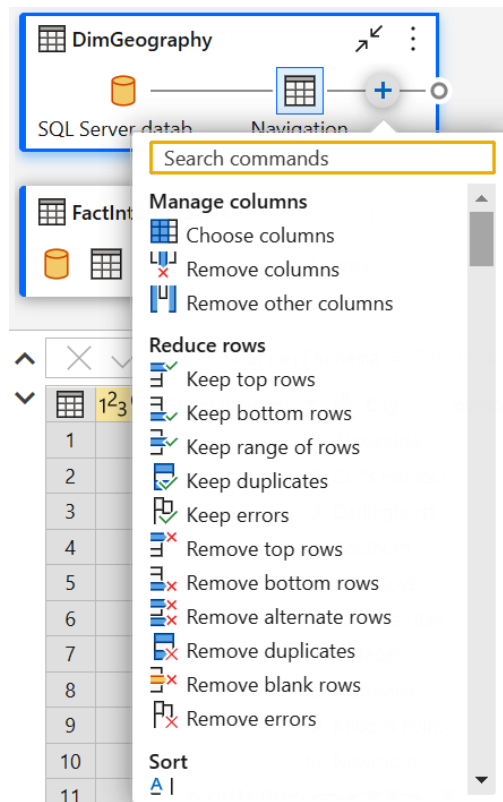 DimGeography
SQL Server datab
Navigation
Search commands
Manage columns
Choose columns
Remove columns
Remove other columns
Reduce rows
Keep top rows
Keep bottom rows
Keep range of rows
Keep duplicates
Keep errors
Remove top rows
Remove bottom rows
Remove alternate rows
Remove duplicates
Remove blank rows
Remove errors
Sort
FactInt
123
1
2
3
4
5
6
7
8
9
10
11